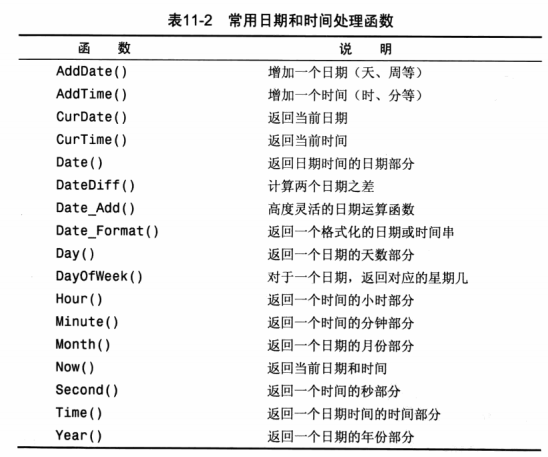 表11-2 常用日期和时间处理函数
函 数 说 明
AddDate() 增加一个日期（天、周等）
AddTime() 增加一个时间（时、分等）
CurDate() 返回当前日期
CurTime() 返回当前时间
Date() 返回日期时间的日期部分
DateDiff() 计算两个日期之差
Date_Add() 高度灵活的日期运算函数
Date_Format() 返回一个格式化的日期或时间串
Day() 返回一个日期的天数部分
DayOfWeek() 对于一个日期，返回对应的星期几
Hour() 返回一个时间的小时部分
Minute() 返回一个时间的分钟部分
Month() 返回一个日期的月份部分
Now() 返回当前日期和时间
Second() 返回一个时间的秒部分
Time() 返回一个日期时间的时间部分
Year() 返回一个日期的年份部分